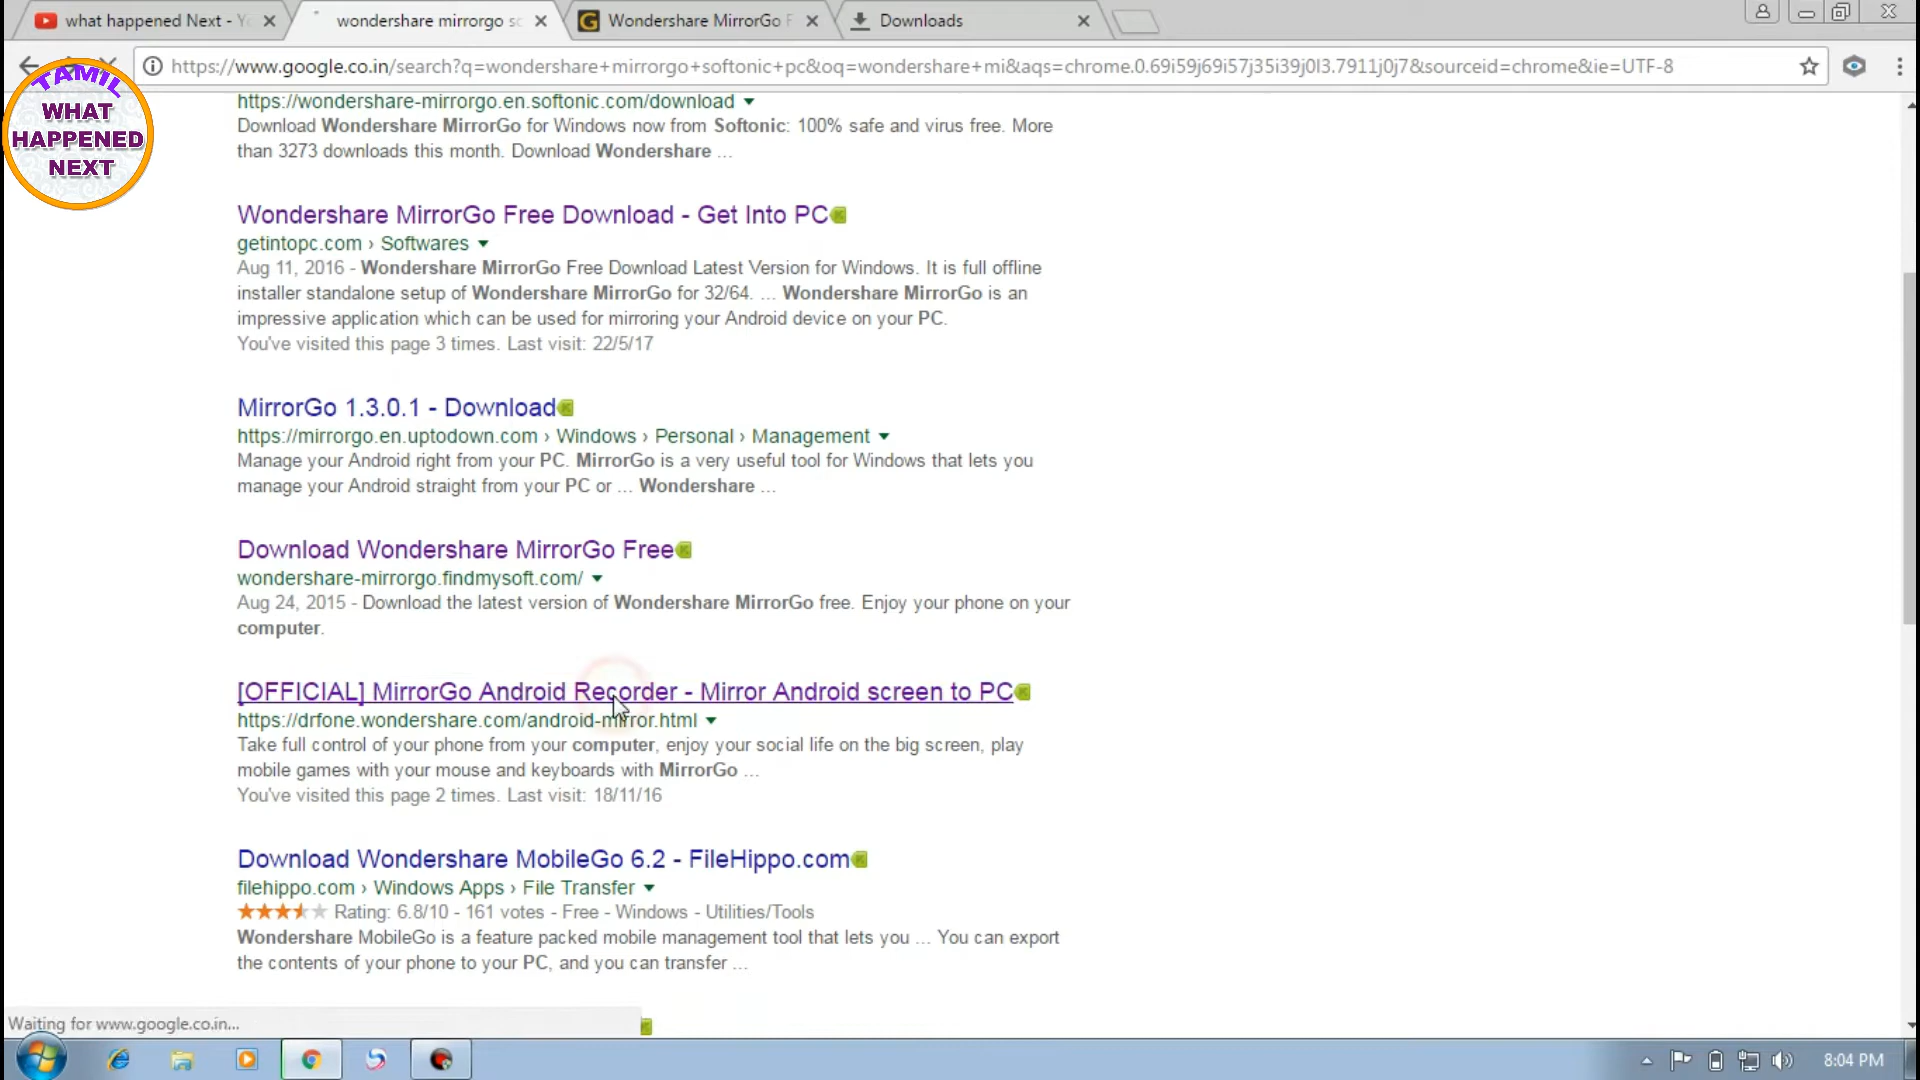 what happened Next - Y
wondershare mirrorgo so
Wondershare MirrorGo F
Downloads
https://www.google.co.in/search?q=wondershare+mirrorgo+softonic+pc&oq=wondershare+mi&aqs=chrome.0.69i59j69i57j35i39j0l3.7911j0j7&sourceid=chrome&ie=UTF-8
TAMIL
WHAT
HAPPENED
NEXT
https://wondershare-mirrorgo.en.softonic.com/download
Download Wondershare MirrorGo for Windows now from Softonic: 100% safe and virus free. More
than 3273 downloads this month. Download Wondershare ...
Wondershare MirrorGo Free Download - Get Into PC
getintopc.com › Softwares
Aug 11, 2016 - Wondershare MirrorGo Free Download Latest Version for Windows. It is full offline
installer standalone setup of Wondershare MirrorGo for 32/64. ... Wondershare MirrorGo is an
impressive application which can be used for mirroring your Android device on your PC.
You've visited this page 3 times. Last visit: 22/5/17
MirrorGo 1.3.0.1 - Download
https://mirrorgo.en.uptodown.com › Windows › Personal › Management
Manage your Android right from your PC. MirrorGo is a very useful tool for Windows that lets you
manage your Android straight from your PC or ... Wondershare ...
Download Wondershare MirrorGo Free
wondershare-mirrorgo.findmysoft.com/
Aug 24, 2015 - Download the latest version of Wondershare MirrorGo free. Enjoy your phone on your
computer.
[OFFICIAL] MirrorGo Android Recorder - Mirror Android screen to PC
https://drfone.wondershare.com/android-mirror.html
Take full control of your phone from your computer, enjoy your social life on the big screen, play
mobile games with your mouse and keyboards with MirrorGo ...
You've visited this page 2 times. Last visit: 18/11/16
Download Wondershare MobileGo 6.2 - FileHippo.com
filehippo.com › Windows Apps › File Transfer
Rating: 6.8/10 - 161 votes - Free - Windows - Utilities/Tools
Wondershare MobileGo is a feature packed mobile management tool that lets you ... You can export
the contents of your phone to your PC, and you can transfer ...
Waiting for www.google.co.in...
8:04 PM